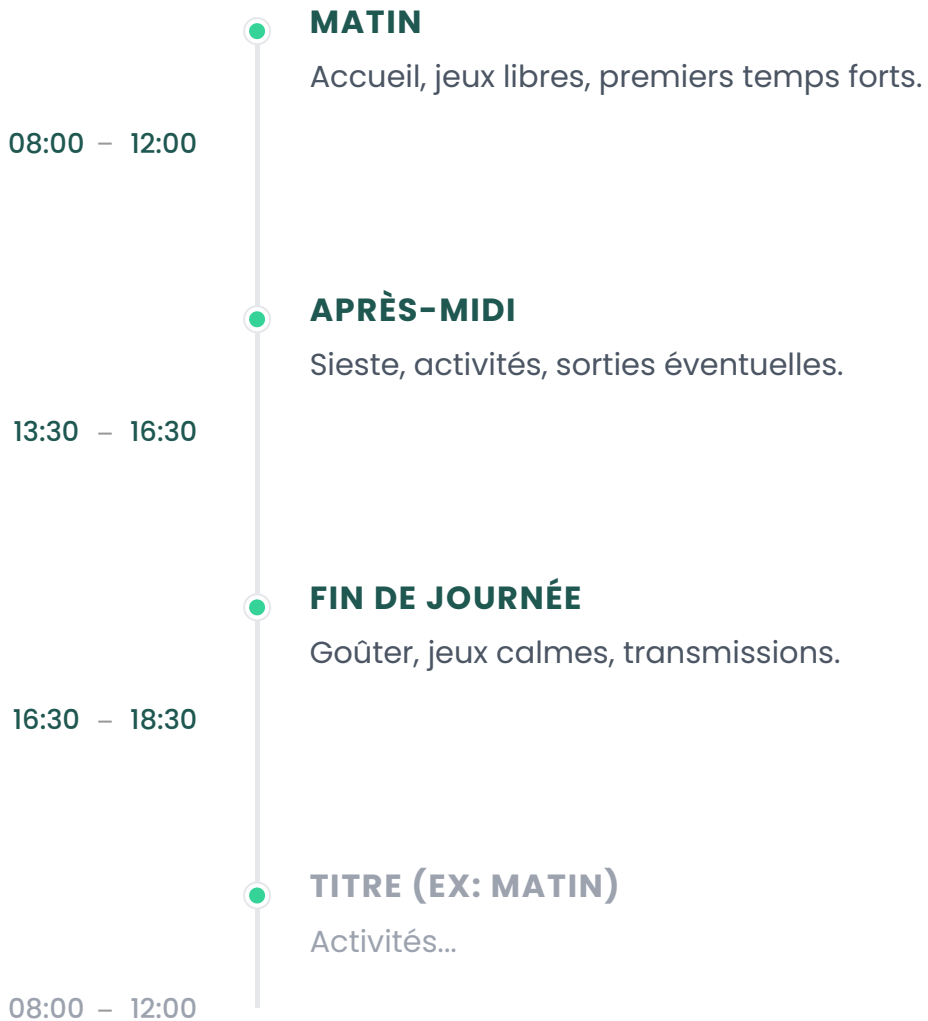 MATIN
Accueil, jeux libres, premiers temps forts.
08:00 – 12:00
APRÈS-MIDI
Sieste, activités, sorties éventuelles.
13:30 – 16:30
FIN DE JOURNÉE
Goûter, jeux calmes, transmissions.
16:30 – 18:30
TITRE (EX: MATIN)
Activités...
08:00 – 12:00